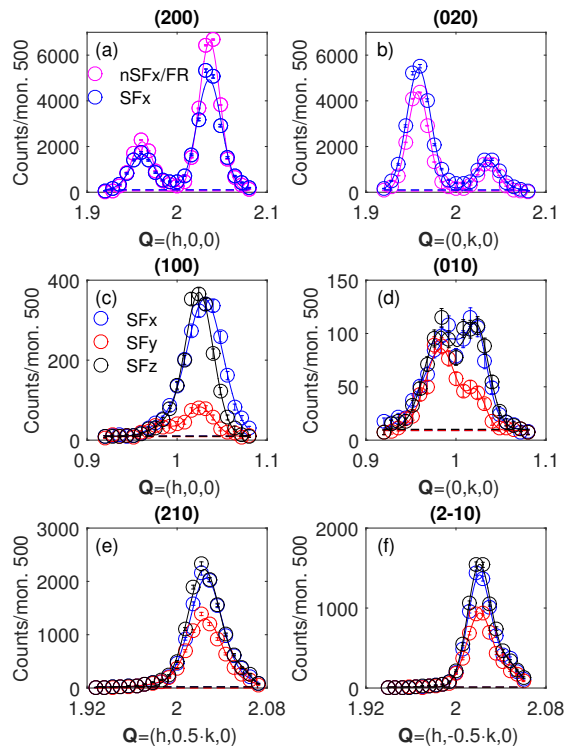 (200)
(020)
(a)
(b)
nSFx/FR
SFx
Counts/mon. 500
6000
4000
2000
0
1.9
2
2.1
Q=(h,0,0)
Counts/mon. 500
6000
4000
2000
0
1.9
2
2.1
Q=(0,k,0)
(100)
(010)
(c)
(d)
SFx
SFy
SFz
Counts/mon. 500
400
200
0
0.9
1
1.1
Q=(h,0,0)
Counts/mon. 500
150
100
50
0
0.9
1
1.1
Q=(0,k,0)
(210)
(2-10)
(e)
(f)
Counts/mon. 500
3000
2000
1000
0
1.92
2
2.08
Q=(h,0.5·k,0)
Counts/mon. 500
2000
1000
0
1.92
2
2.08
Q=(h,-0.5·k,0)